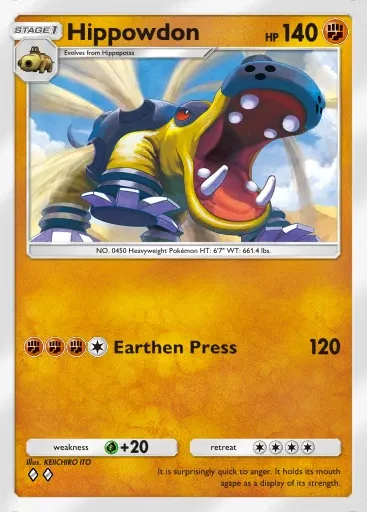 STAGE 1
Hippowdon
HP 140
Evolves from Hippopotas
NO. 0450 Heavyweight Pokémon HT: 6'7" WT: 661.4 lbs.
Earthen Press 120
weakness +20 retreat
Illus. KEIICHIRO ITO
It is surprisingly quick to anger. It holds its mouth
agape as a display of its strength.